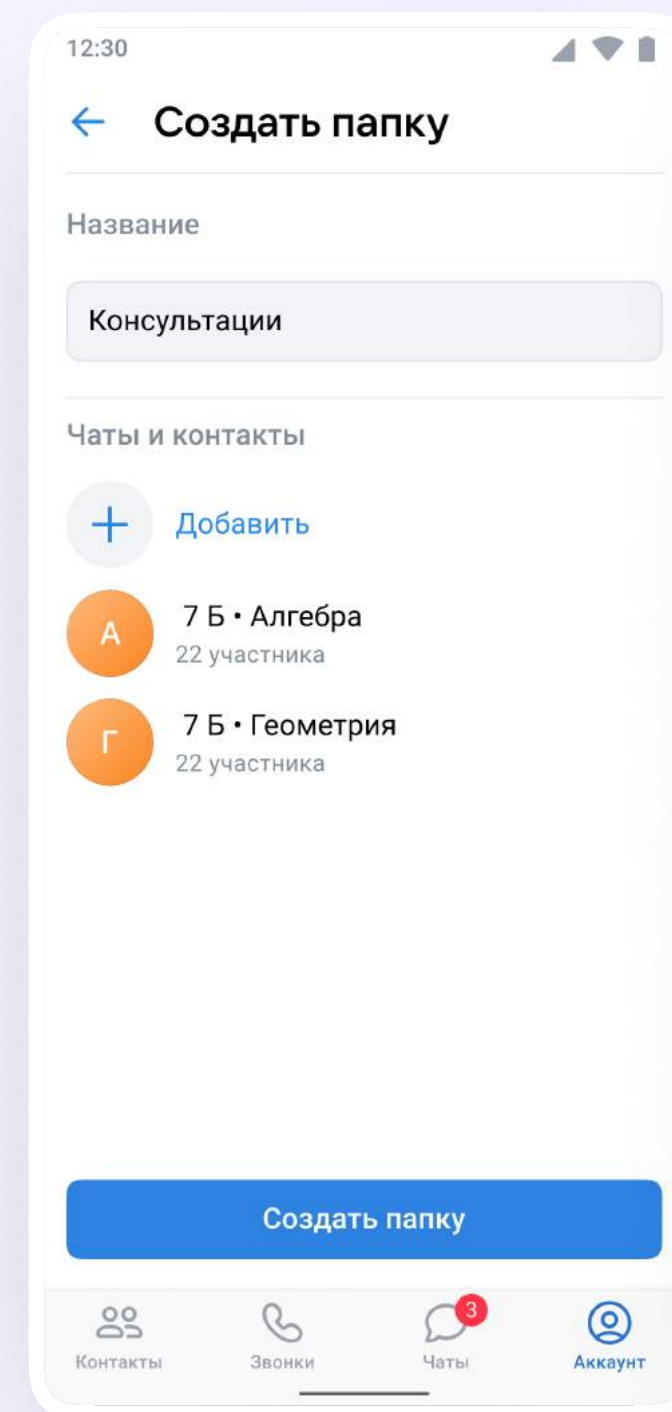 12:30
Создать папку
Название
Консультации
Чаты и контакты
Добавить
А
7 Б • Алгебра
22 участника
Г
7 Б • Геометрия
22 участника
Создать папку
3
Контакты
Звонки
Чаты
Аккаунт